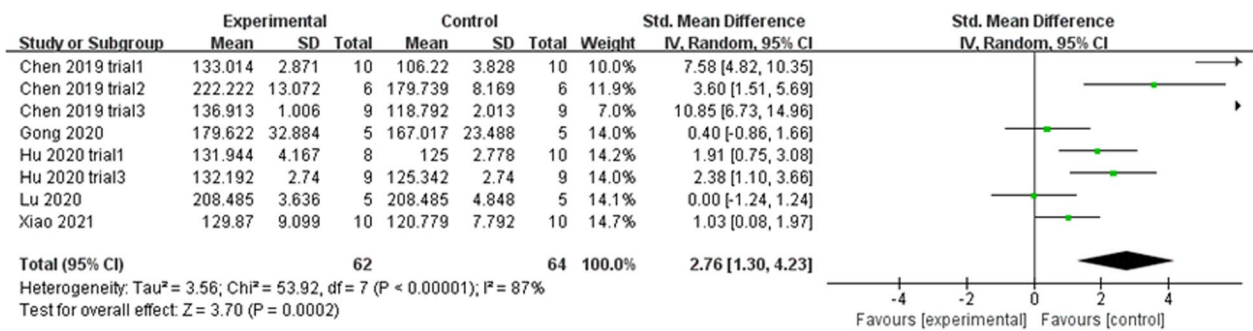 Experimental Control Std. Mean Difference Std. Mean Difference
Study or Subgroup Mean SD Total Mean SD Total Weight IV, Random, 95% CI IV, Random, 95% CI
Chen 2019 trial1 133.014 2.871 10 106.22 3.828 10 10.0% 7.58 [4.82, 10.35]
Chen 2019 trial2 222.222 13.072 6 179.739 8.169 6 11.9% 3.60 [1.51, 5.69]
Chen 2019 trial3 136.913 1.006 9 118.792 2.013 9 7.0% 10.85 [6.73, 14.96]
Gong 2020 179.622 32.884 5 167.017 23.488 5 14.0% 0.40 [-0.86, 1.66]
Hu 2020 trial1 131.944 4.167 8 125 2.778 10 14.2% 1.91 [0.75, 3.08]
Hu 2020 trial3 132.192 2.74 9 125.342 2.74 9 14.0% 2.38 [1.10, 3.66]
Lu 2020 208.485 3.636 5 208.485 4.848 5 14.1% 0.00 [-1.24, 1.24]
Xiao 2021 129.87 9.099 10 120.779 7.792 10 14.7% 1.03 [0.08, 1.97]
Total (95% CI) 62 64 100.0% 2.76 [1.30, 4.23]
Heterogeneity: Tau² = 3.56; Chi² = 53.92, df = 7 (P < 0.00001); I² = 87%
Test for overall effect: Z = 3.70 (P = 0.0002)
-4 -2 0 2 4
Favours [experimental] Favours [control]